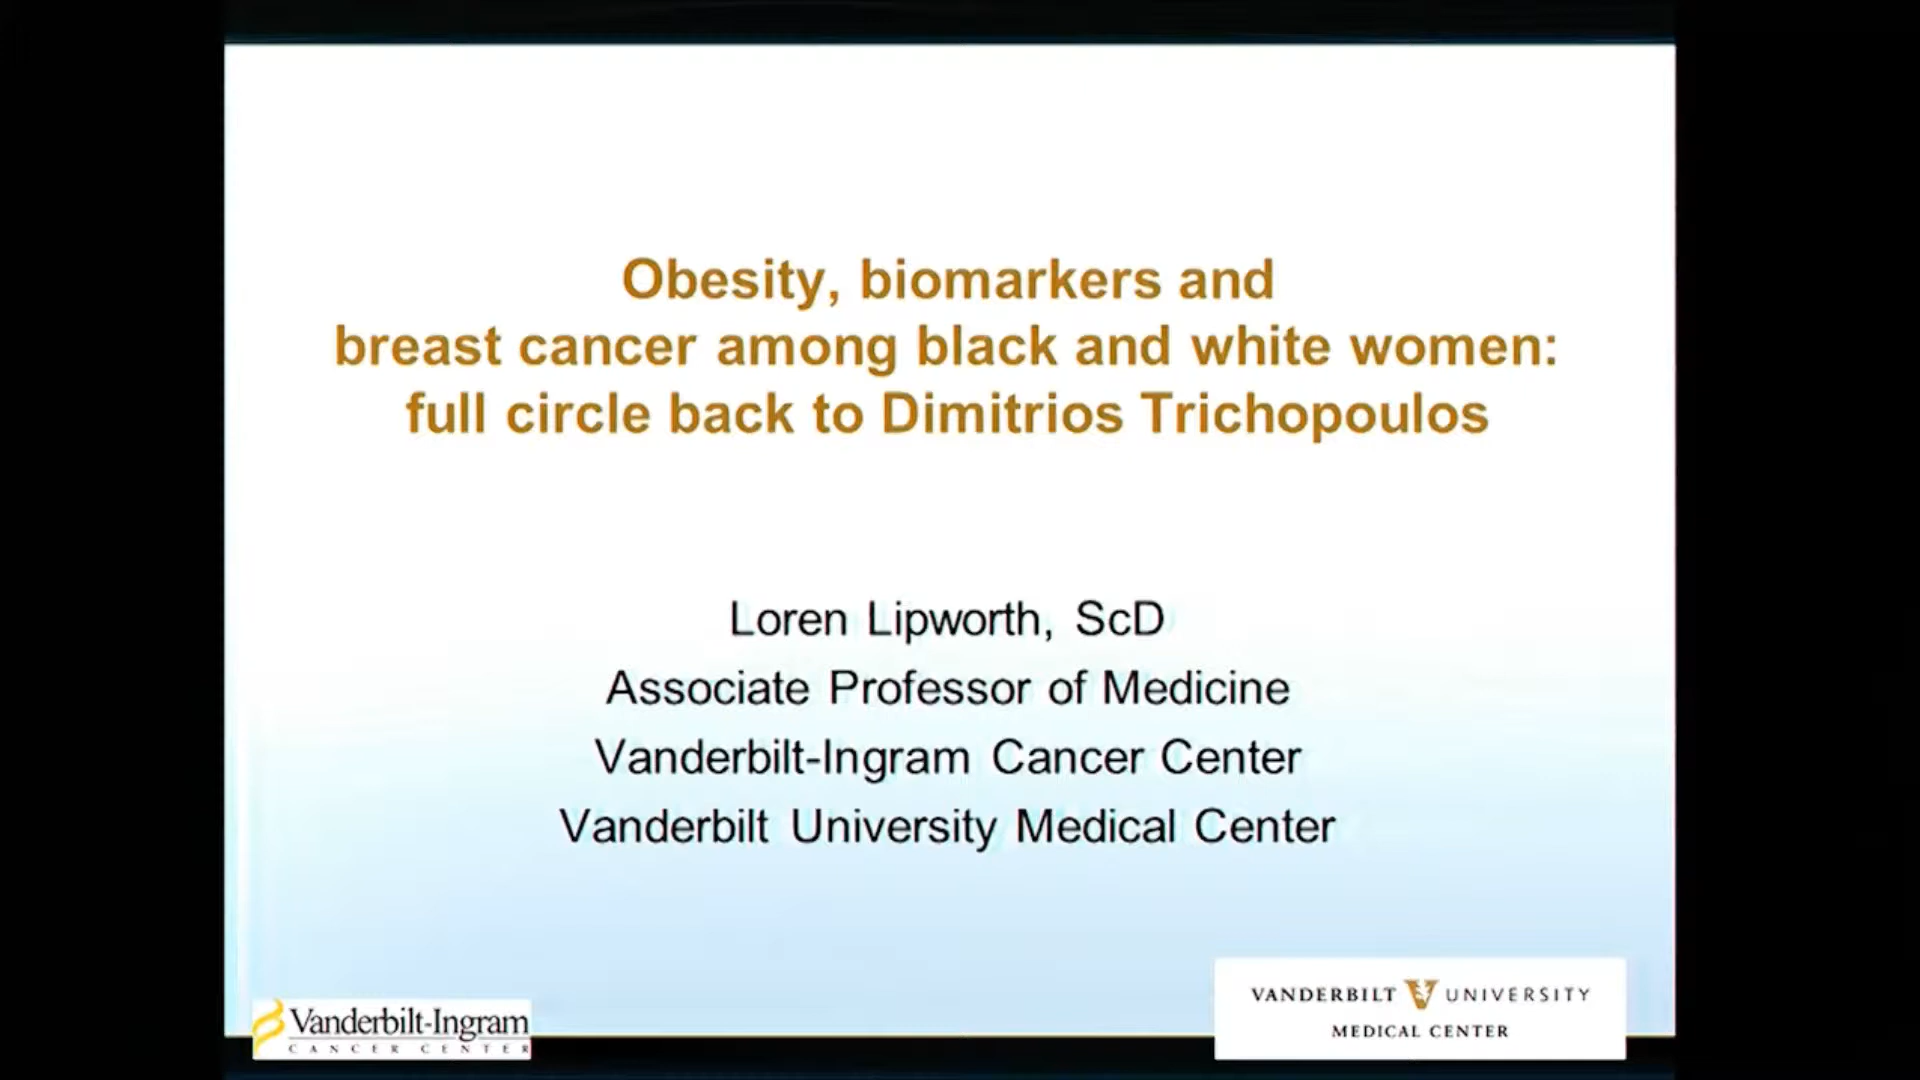 Obesity, biomarkers and
breast cancer among black and white women:
full circle back to Dimitrios Trichopoulos
Loren Lipworth, ScD
Associate Professor of Medicine
Vanderbilt-Ingram Cancer Center
Vanderbilt University Medical Center
Vanderbilt-Ingram
CANCER CENTER
VANDERBILT V UNIVERSITY
MEDICAL CENTER